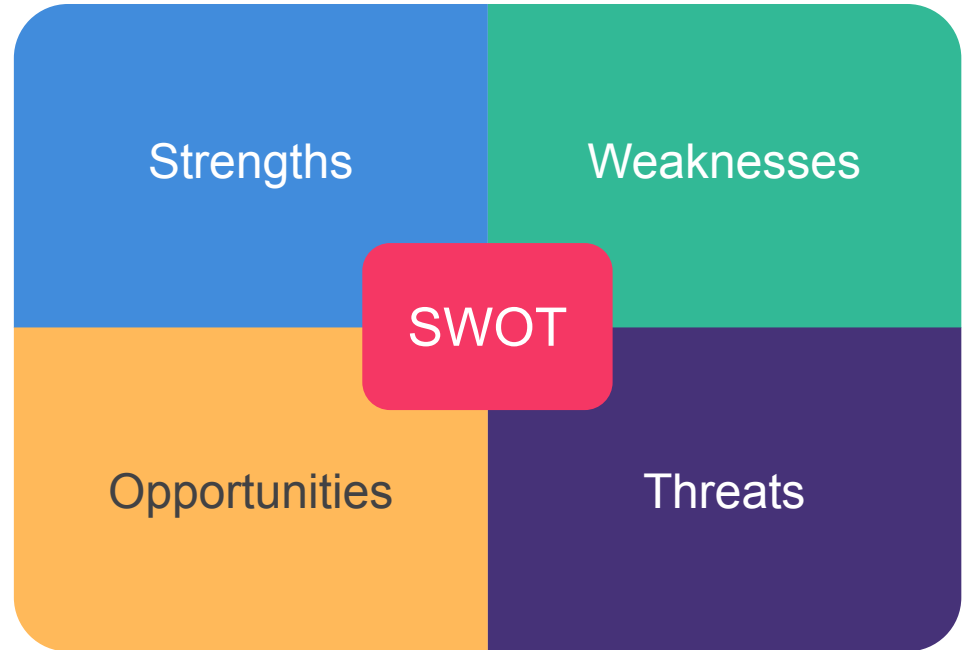 Strengths
Weaknesses
SWOT
Opportunities
Threats